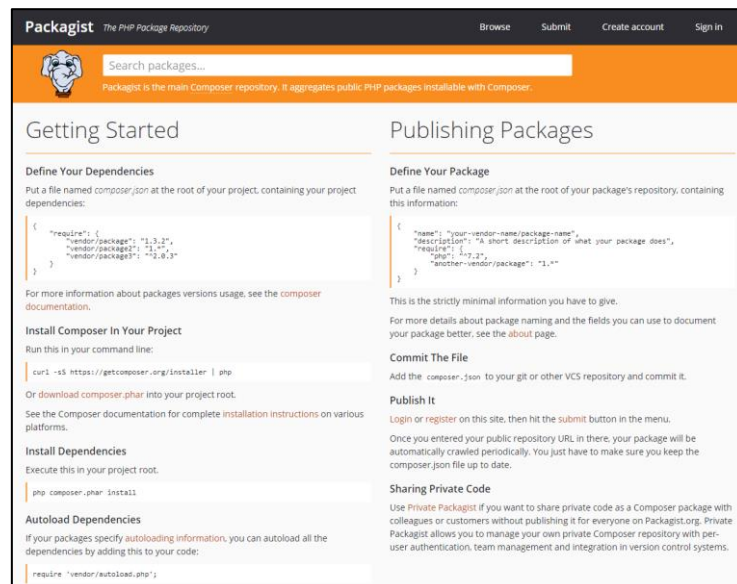 Packagist The PHP Package Repository
Browse Submit Create account Sign in
Search packages...
Packagist is the main Composer repository. It aggregates public PHP packages installable with Composer.
Getting Started
Define Your Dependencies
Put a file named composer.json at the root of your project, containing your project
dependencies:
{
"require": {
"vendor/package": "1.3.2",
"vendor/package2": "1.*",
"vendor/package3": "^2.0.3"
}
}
For more information about packages versions usage, see the composer
documentation.
Install Composer In Your Project
Run this in your command line:
curl -sS https://getcomposer.org/installer | php
Or download composer.phar into your project root.
See the Composer documentation for complete installation instructions on various
platforms.
Install Dependencies
Execute this in your project root.
php composer.phar install
Autoload Dependencies
If your packages specify autoloading information, you can autoload all the
dependencies by adding this to your code:
require 'vendor/autoload.php';
Publishing Packages
Define Your Package
Put a file named composer.json at the root of your package's repository, containing
this information:
{
"name": "your-vendor-name/package-name",
"description": "A short description of what your package does",
"require": {
"php": "^7.2",
"another-vendor/package": "1.*"
}
}
This is the strictly minimal information you have to give.
For more details about package naming and the fields you can use to document
your package better, see the about page.
Commit The File
Add the composer.json to your git or other VCS repository and commit it.
Publish It
Login or register on this site, then hit the submit button in the menu.
Once you entered your public repository URL in there, your package will be
automatically crawled periodically. You just have to make sure you keep the
composer.json file up to date.
Sharing Private Code
Use Private Packagist if you want to share private code as a Composer package with
colleagues or customers without publishing it for everyone on Packagist.org. Private
Packagist allows you to manage your own private Composer repository with per-
user authentication, team management and integration in version control systems.